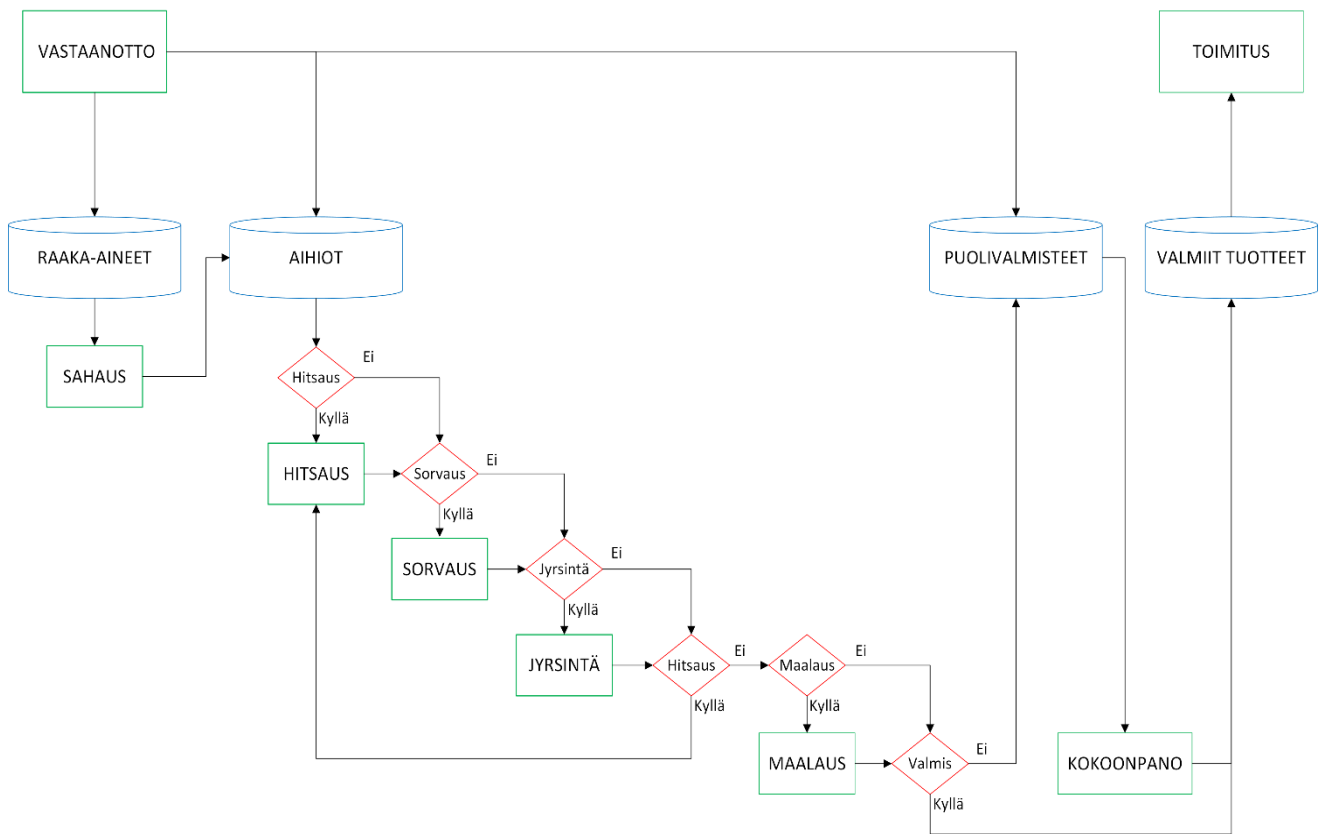 VASTAANOTTO
TOIMITUS
RAAKA-AINEET
AIHIOT
PUOLIVALMISTEET
VALMIIT TUOTTEET
SAHAUS
Hitsaus
Ei
Kyllä
HITSAUS
Sorvaus
Ei
Kyllä
SORVAUS
Jyrsintä
Ei
Kyllä
JYRSINTÄ
Hitsaus
Ei
Kyllä
Maalaus
Ei
Kyllä
MAALAUS
Valmis
Ei
Kyllä
KOKOONPANO